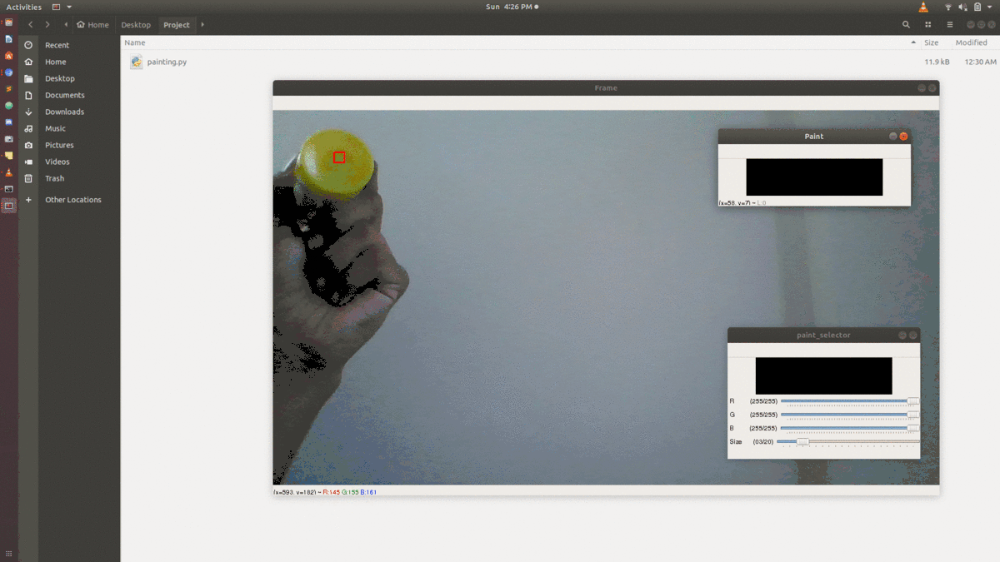 Activities
Sun 4:26 PM
Home Desktop Project
Recent
Home
Desktop
Documents
Downloads
Music
Pictures
Videos
Trash
Other Locations
Name Size Modified
painting.py 11.9 kB 12:30 AM
Frame
Paint
(x=58, y=7) ~ L:0
paint_selector
R (255/255)
G (255/255)
B (255/255)
Size (03/20)
(x=593, y=182) ~ R:145 G:155 B:161